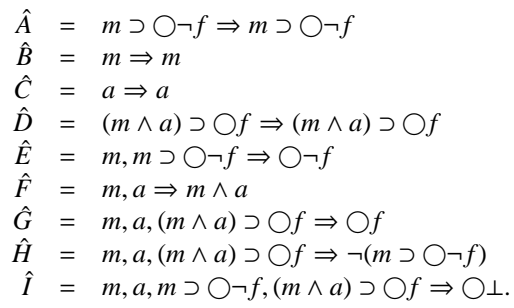 Â = m ⊃ ◯¬f ⇒ m ⊃ ◯¬f
B̂ = m ⇒ m
Ĉ = a ⇒ a
D̂ = (m ∧ a) ⊃ ◯f ⇒ (m ∧ a) ⊃ ◯f
Ê = m, m ⊃ ◯¬f ⇒ ◯¬f
F̂ = m, a ⇒ m ∧ a
Ĝ = m, a, (m ∧ a) ⊃ ◯f ⇒ ◯f
Ĥ = m, a, (m ∧ a) ⊃ ◯f ⇒ ¬(m ⊃ ◯¬f)
Î = m, a, m ⊃ ◯¬f, (m ∧ a) ⊃ ◯f ⇒ ◯⊥.